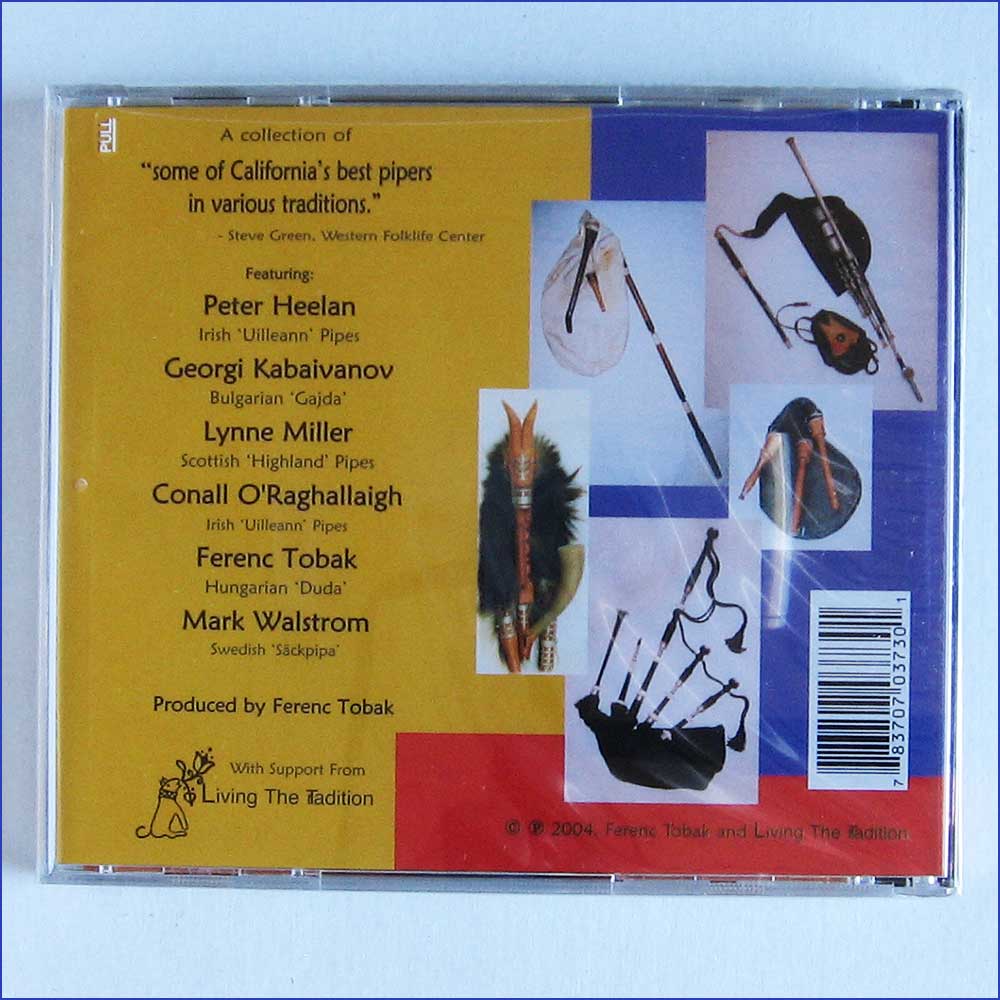 PULL
A collection of
“some of California's best pipers
in various traditions.”
- Steve Green, Western Folklife Center
Featuring:
Peter Heelan
Irish 'Uilleann' Pipes
Georgi Kabaivanov
Bulgarian 'Gajda'
Lynne Miller
Scottish 'Highland' Pipes
Conall O'Raghallaigh
Irish 'Uilleann' Pipes
Ferenc Tobak
Hungarian 'Duda'
Mark Walstrom
Swedish 'Säckpipa'
Produced by Ferenc Tobak
With Support From
Living The Tradition
7 83707 03730 1
© ℗ 2004, Ferenc Tobak and Living The Tradition